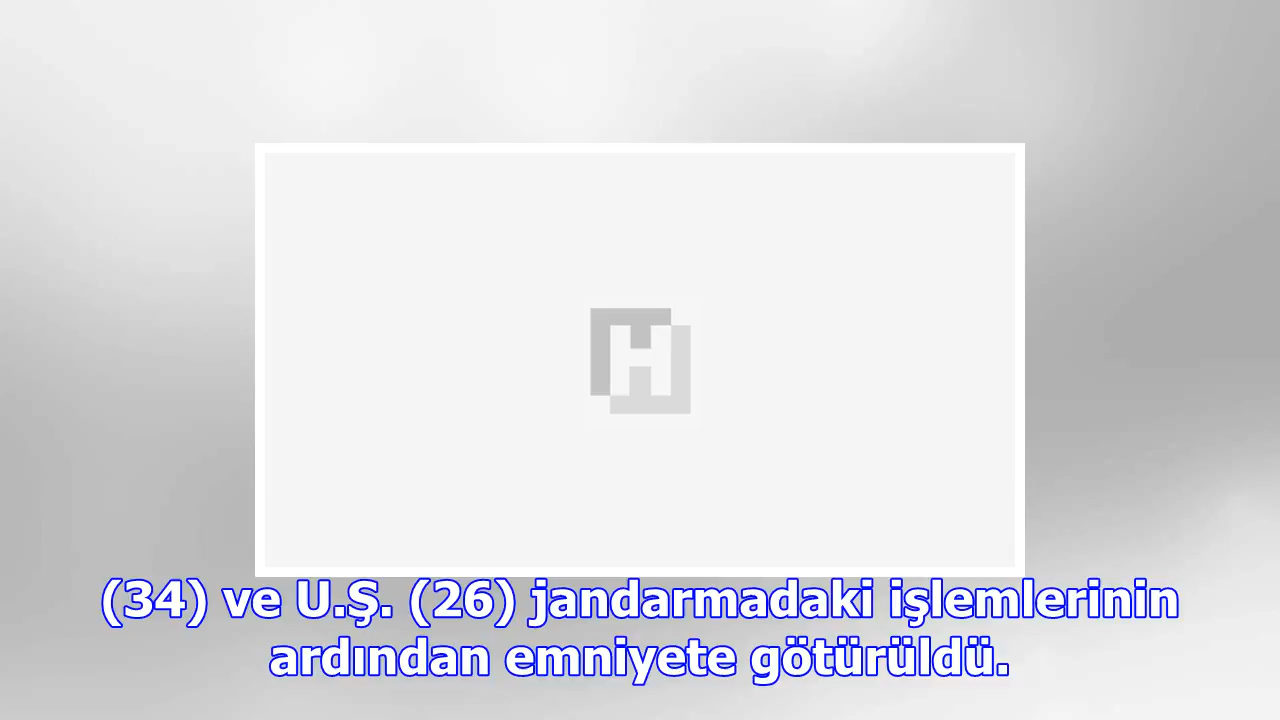 H
(34) ve U.Ş. (26) jandarmadaki işlemlerinin
ardından emniyete götürüldü.